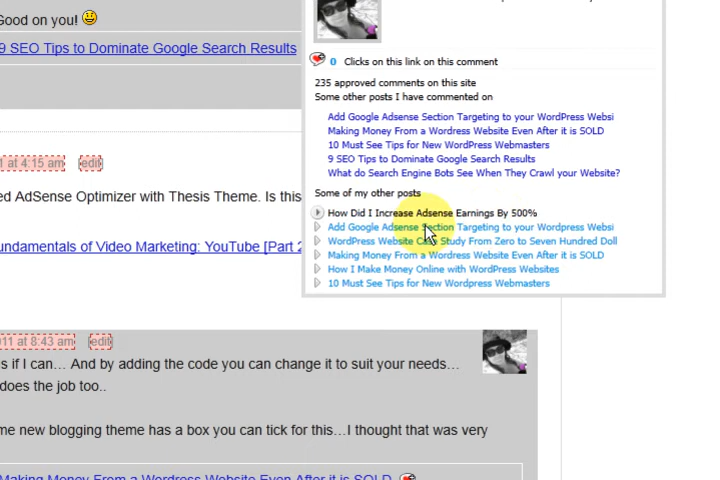 Good on you!
9 SEO Tips to Dominate Google Search Results
0 Clicks on this link on this comment
235 approved comments on this site
Some other posts I have commented on
Add Google Adsense Section Targeting to your WordPress Websi
Making Money From a Wordress Website Even After it is SOLD
10 Must See Tips for New WordPress Webmasters
9 SEO Tips to Dominate Google Search Results
What do Search Engine Bots See When They Crawl your Website?
Some of my other posts
How Did I Increase Adsense Earnings By 500%
Add Google Adsense Section Targeting to your Wordpress Websi
WordPress Website Case Study From Zero to Seven Hundred Doll
Making Money From a Wordress Website Even After it is SOLD
How I Make Money Online with WordPress Websites
10 Must See Tips for New Wordpress Webmasters
1 at 4:15 am edit
ed AdSense Optimizer with Thesis Theme. Is this
undamentals of Video Marketing: YouTube [Part 2
011 at 8:43 am edit
s if I can… And by adding the code you can change it to suit your needs…
does the job too..
me new blogging theme has a box you can tick for this…I thought that was very
Making Money From a Wordress Website Even After it is SOLD